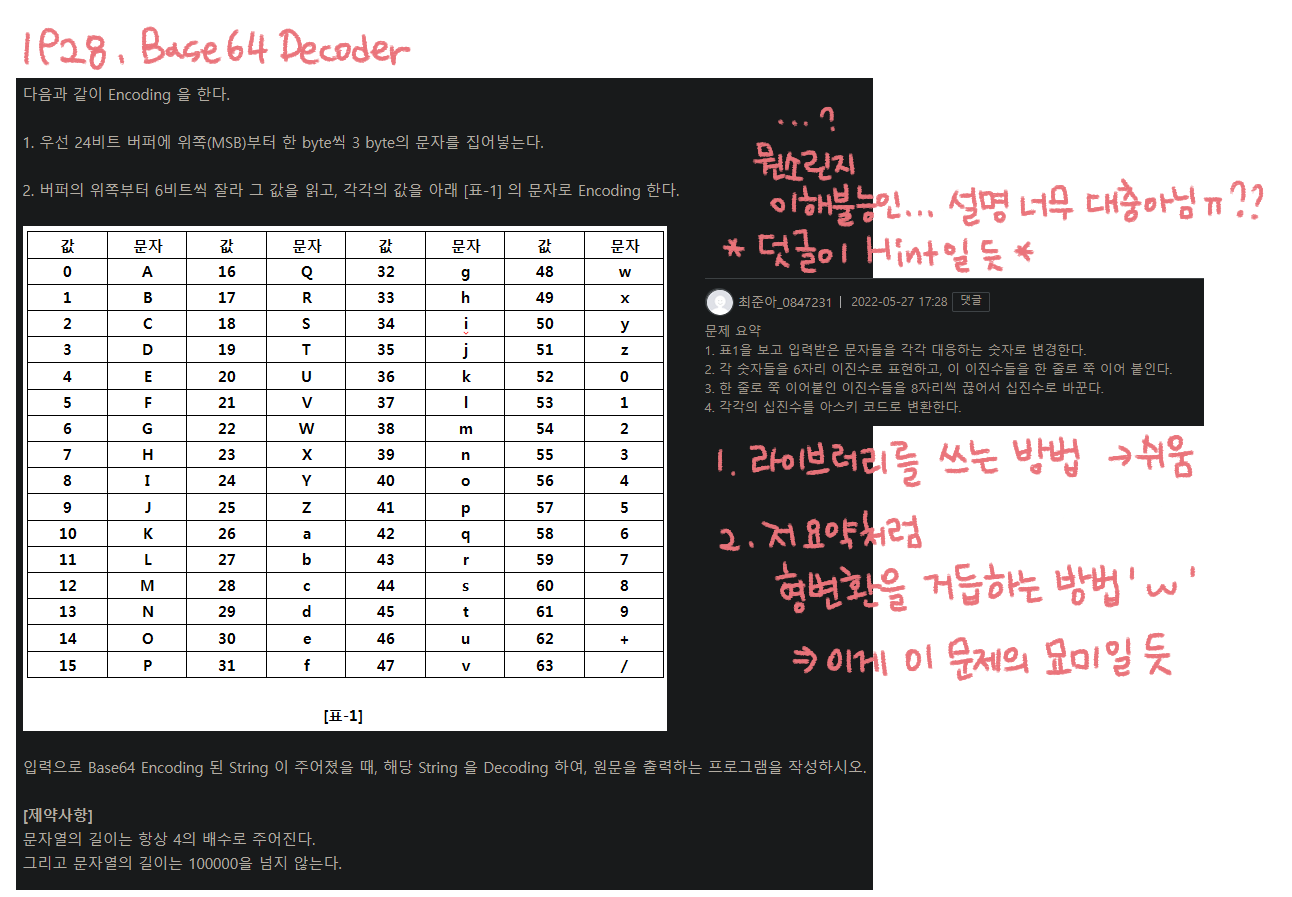 1P28. Base64 Decoder
다음과 같이 Encoding 을 한다.
1. 우선 24비트 버퍼에 위쪽(MSB)부터 한 byte씩 3 byte의 문자를 집어넣는다.
2. 버퍼의 위쪽부터 6비트씩 잘라 그 값을 읽고, 각각의 값을 아래 [표-1] 의 문자로 Encoding 한다.
값 문자 값 문자 값 문자 값 문자
0 A 16 Q 32 g 48 w
1 B 17 R 33 h 49 x
2 C 18 S 34 i 50 y
3 D 19 T 35 j 51 z
4 E 20 U 36 k 52 0
5 F 21 V 37 l 53 1
6 G 22 W 38 m 54 2
7 H 23 X 39 n 55 3
8 I 24 Y 40 o 56 4
9 J 25 Z 41 p 57 5
10 K 26 a 42 q 58 6
11 L 27 b 43 r 59 7
12 M 28 c 44 s 60 8
13 N 29 d 45 t 61 9
14 O 30 e 46 u 62 +
15 P 31 f 47 v 63 /
[표-1]
입력으로 Base64 Encoding 된 String 이 주어졌을 때, 해당 String 을 Decoding 하여, 원문을 출력하는 프로그램을 작성하시오.
[제약사항]
문자열의 길이는 항상 4의 배수로 주어진다.
그리고 문자열의 길이는 100000을 넘지 않는다.
...?
뭔소린지
이해불능인... 설명 너무 대충아님ㅠ??
* 덧글이 Hint일 듯 *
최준아_0847231 | 2022-05-27 17:28 댓글
문제 요약
1. 표1을 보고 입력받은 문자들을 각각 대응하는 숫자로 변경한다.
2. 각 숫자들을 6자리 이진수로 표현하고, 이 이진수들을 한 줄로 쭉 이어 붙인다.
3. 한 줄로 쭉 이어붙인 이진수들을 8자리씩 끊어서 십진수로 바꾼다.
4. 각각의 십진수를 아스키 코드로 변환한다.
1. 라이브러리를 쓰는 방법 → 쉬움
2. 저 요약처럼
형변환을 거듭하는 방법 'w'
⇒ 이게 이 문제의 묘미일 듯